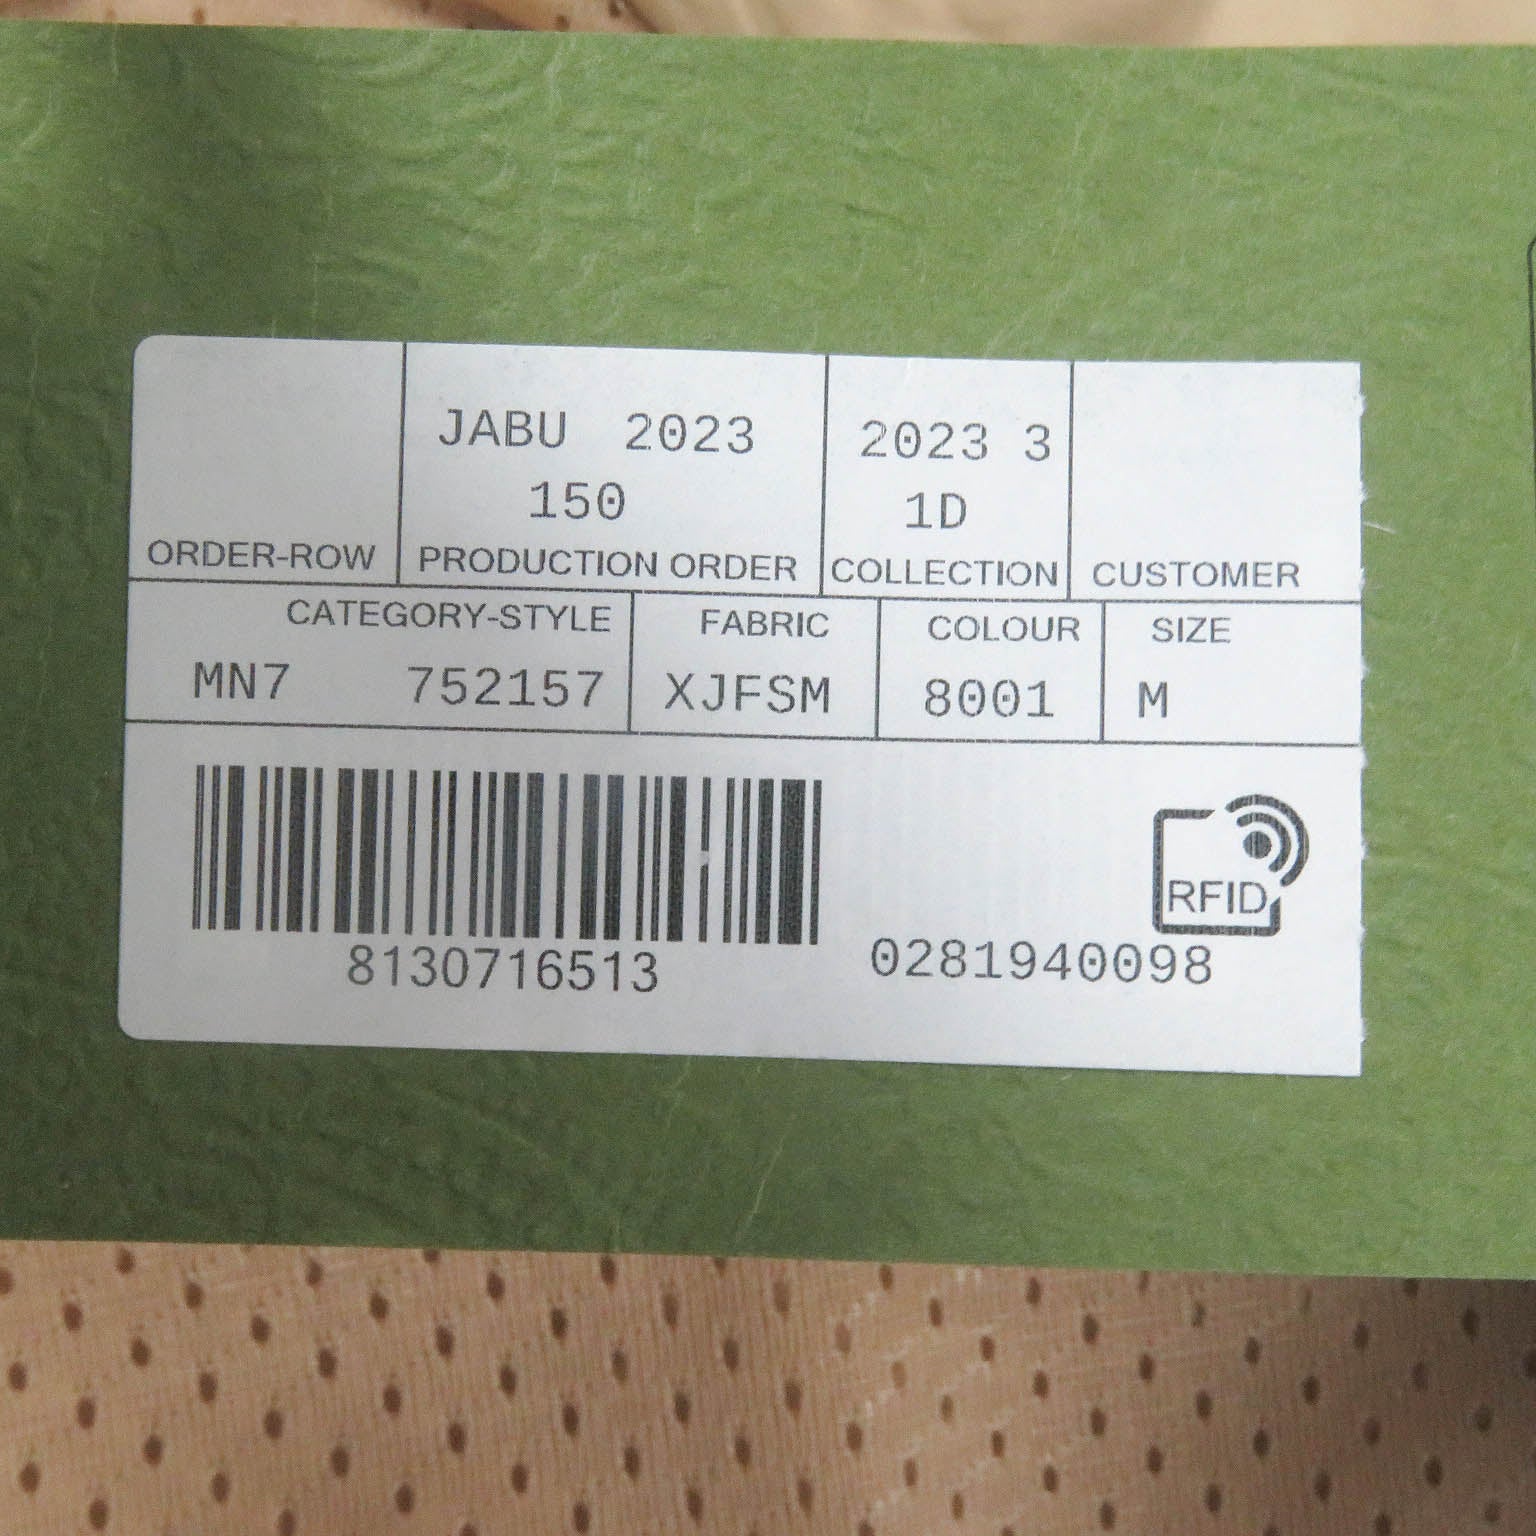 JABU 2023
150
2023 3
1D
ORDER-ROW
PRODUCTION ORDER
COLLECTION
CUSTOMER
CATEGORY-STYLE
FABRIC
COLOUR
SIZE
MN7 752157
XJFSM
8001
M
RFID
8130716513
0281940098